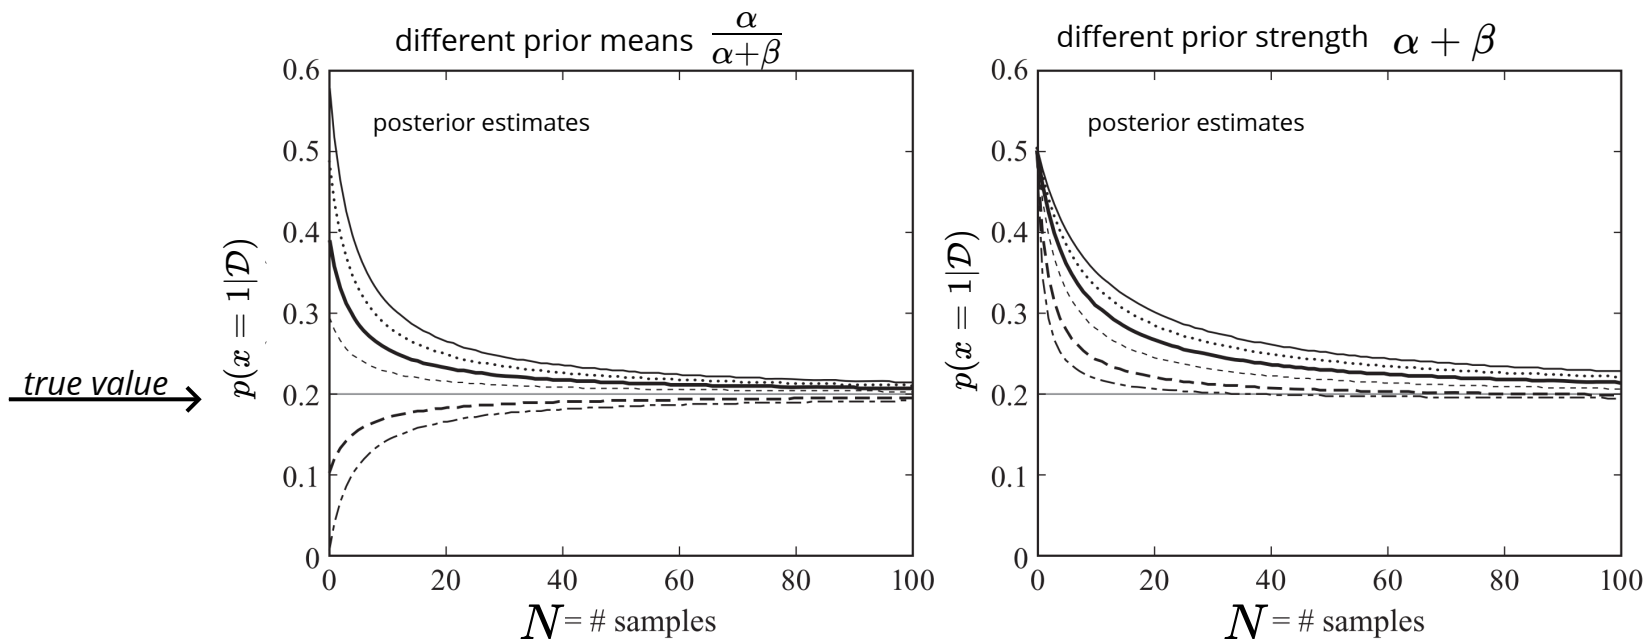 different prior means α/(α+β)
different prior strength α + β
0.6
posterior estimates
0.5
0.4
0.3
0.2
0.1
0
p(x = 1|D)
true value
0 20 40 60 80 100
N = # samples
0.6
posterior estimates
0.5
0.4
0.3
0.2
0.1
0
p(x = 1|D)
0 20 40 60 80 100
N = # samples